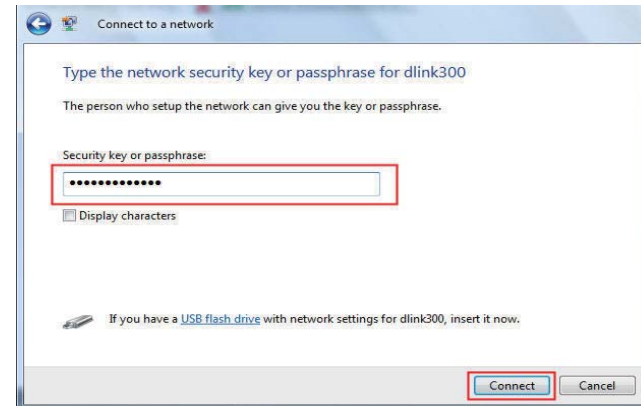 Connect to a network
Type the network security key or passphrase for dlink300
The person who setup the network can give you the key or passphrase.
Security key or passphrase:
●●●●●●●●●●●●●
Display characters
If you have a USB flash drive with network settings for dlink300, insert it now.
Connect Cancel